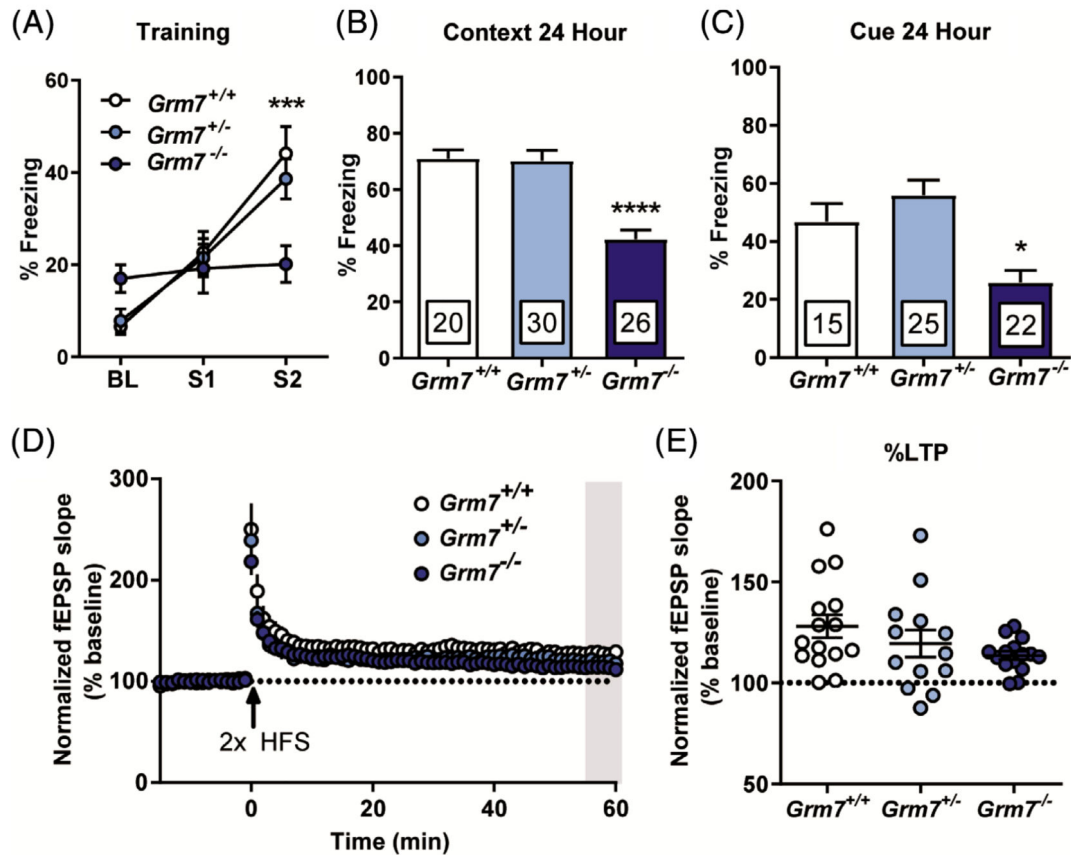 (A)
Training
% Freezing
60
40
20
0
Grm7+/+
Grm7+/-
Grm7-/-
***
BL
S1
S2
(B)
Context 24 Hour
% Freezing
100
80
60
40
20
0
****
20
30
26
Grm7+/+
Grm7+/-
Grm7-/-
(C)
Cue 24 Hour
% Freezing
100
80
60
40
20
0
*
15
25
22
Grm7+/+
Grm7+/-
Grm7-/-
(D)
Normalized fEPSP slope
(% baseline)
300
200
100
0
Grm7+/+
Grm7+/-
Grm7-/-
2x HFS
0
20
40
60
Time (min)
(E)
%LTP
Normalized fEPSP slope
(% baseline)
200
150
100
50
Grm7+/+
Grm7+/-
Grm7-/-